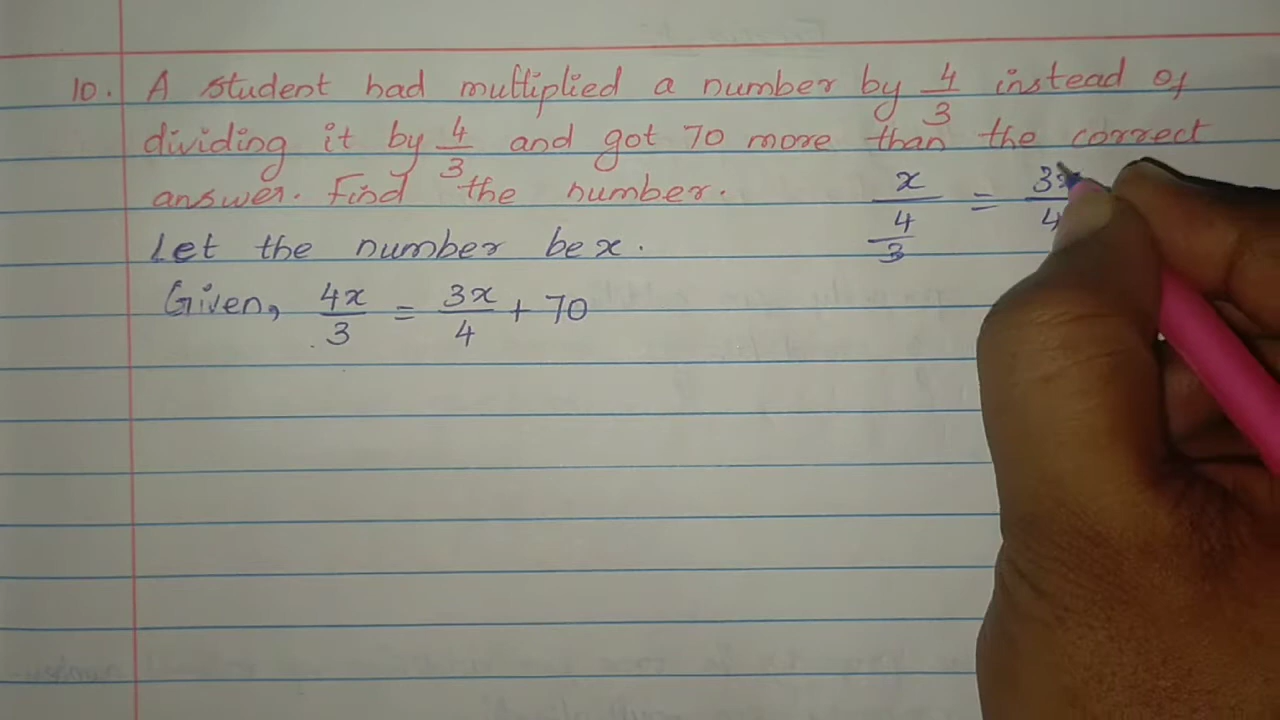 10. A student had multiplied a number by 4/3 instead of
dividing it by 4/3 and got 70 more than the correct
answer. Find the number.
x/(4/3) = 3x/4
Let the number be x.
Given, 4x/3 = 3x/4 + 70